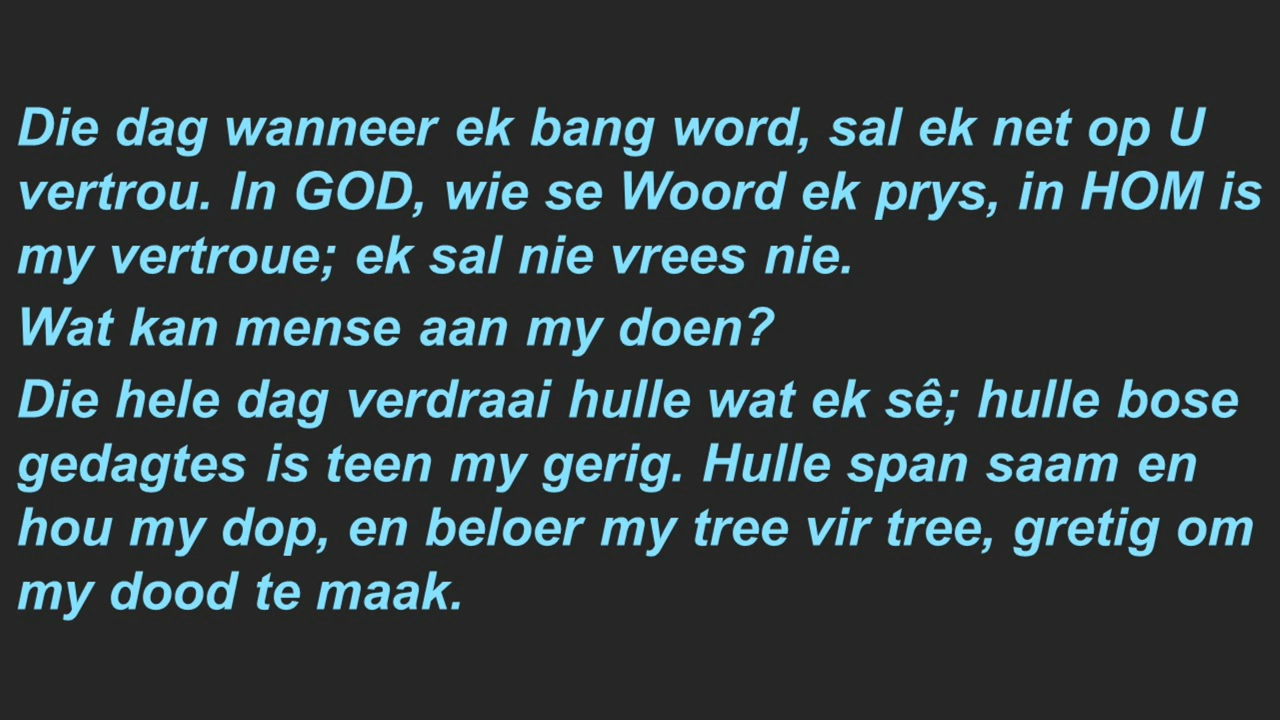 Die dag wanneer ek bang word, sal ek net op U
vertrou. In GOD, wie se Woord ek prys, in HOM is
my vertroue; ek sal nie vrees nie.
Wat kan mense aan my doen?
Die hele dag verdraai hulle wat ek sê; hulle bose
gedagtes is teen my gerig. Hulle span saam en
hou my dop, en beloer my tree vir tree, gretig om
my dood te maak.